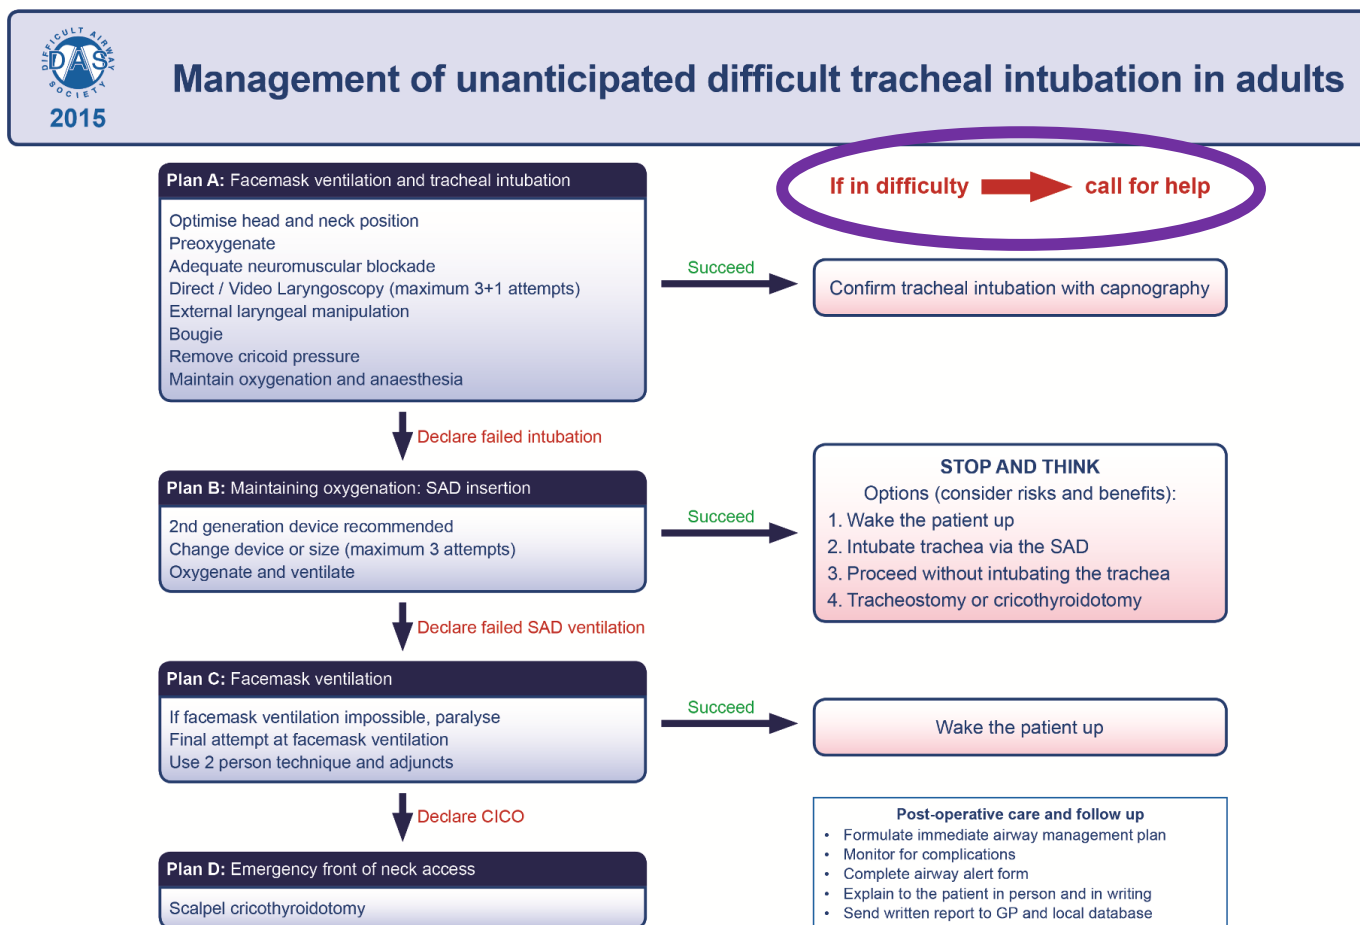 DIFFICULT AIRWAY
DAS
SOCIETY
2015
Management of unanticipated difficult tracheal intubation in adults
If in difficulty call for help
Plan A: Facemask ventilation and tracheal intubation
Optimise head and neck position
Preoxygenate
Adequate neuromuscular blockade
Direct / Video Laryngoscopy (maximum 3+1 attempts)
External laryngeal manipulation
Bougie
Remove cricoid pressure
Maintain oxygenation and anaesthesia
Succeed
Confirm tracheal intubation with capnography
Declare failed intubation
Plan B: Maintaining oxygenation: SAD insertion
2nd generation device recommended
Change device or size (maximum 3 attempts)
Oxygenate and ventilate
Succeed
STOP AND THINK
Options (consider risks and benefits):
1. Wake the patient up
2. Intubate trachea via the SAD
3. Proceed without intubating the trachea
4. Tracheostomy or cricothyroidotomy
Declare failed SAD ventilation
Plan C: Facemask ventilation
If facemask ventilation impossible, paralyse
Final attempt at facemask ventilation
Use 2 person technique and adjuncts
Succeed
Wake the patient up
Declare CICO
Plan D: Emergency front of neck access
Scalpel cricothyroidotomy
Post-operative care and follow up
• Formulate immediate airway management plan
• Monitor for complications
• Complete airway alert form
• Explain to the patient in person and in writing
• Send written report to GP and local database